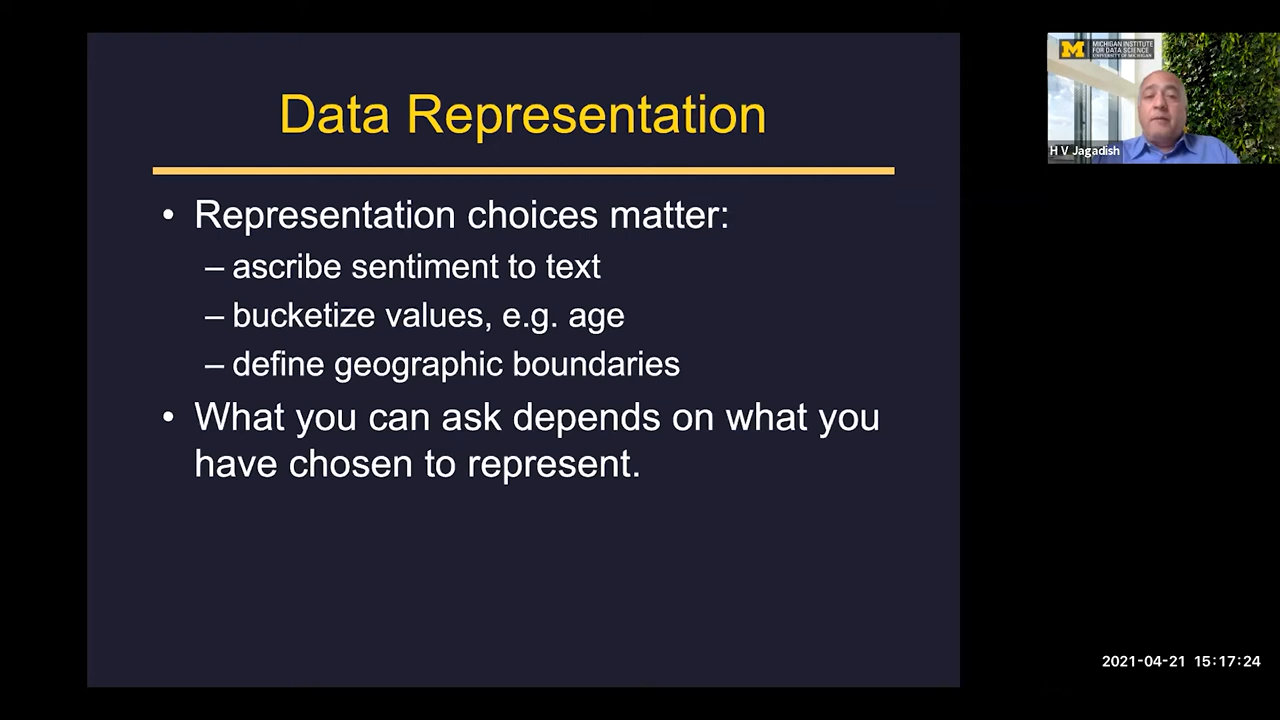 Data Representation
• Representation choices matter:
– ascribe sentiment to text
– bucketize values, e.g. age
– define geographic boundaries
• What you can ask depends on what you
have chosen to represent.
M
MICHIGAN INSTITUTE
FOR DATA SCIENCE
UNIVERSITY OF MICHIGAN
H V Jagadish
2021-04-21 15:17:24